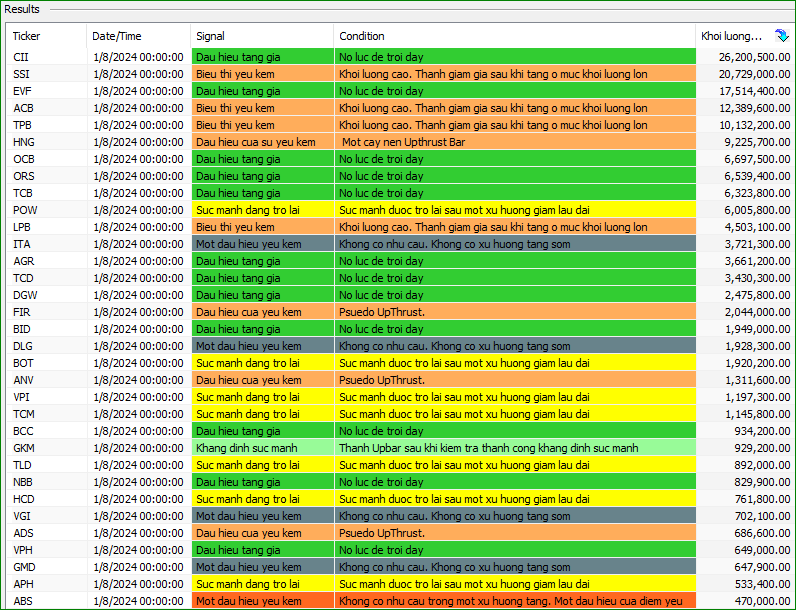 Results
Ticker Date/Time Signal Condition Khoi luong...
CII 1/8/2024 00:00:00 Dau hieu tang gia No luc de troi day 26,200,500.00
SSI 1/8/2024 00:00:00 Bieu thi yeu kem Khoi luong cao. Thanh giam gia sau khi tang o muc khoi luong lon 20,729,000.00
EVF 1/8/2024 00:00:00 Dau hieu tang gia No luc de troi day 17,514,400.00
ACB 1/8/2024 00:00:00 Bieu thi yeu kem Khoi luong cao. Thanh giam gia sau khi tang o muc khoi luong lon 12,389,600.00
TPB 1/8/2024 00:00:00 Bieu thi yeu kem Khoi luong cao. Thanh giam gia sau khi tang o muc khoi luong lon 10,132,200.00
HNG 1/8/2024 00:00:00 Dau hieu cua su yeu kem Mot cay nen Upthrust Bar 9,225,700.00
OCB 1/8/2024 00:00:00 Dau hieu tang gia No luc de troi day 6,697,500.00
ORS 1/8/2024 00:00:00 Dau hieu tang gia No luc de troi day 6,539,400.00
TCB 1/8/2024 00:00:00 Dau hieu tang gia No luc de troi day 6,323,800.00
POW 1/8/2024 00:00:00 Suc manh dang tro lai Suc manh duoc tro lai sau mot xu huong giam lau dai 6,005,800.00
LPB 1/8/2024 00:00:00 Bieu thi yeu kem Khoi luong cao. Thanh giam gia sau khi tang o muc khoi luong lon 4,503,100.00
ITA 1/8/2024 00:00:00 Mot dau hieu yeu kem Khong co nhu cau. Khong co xu huong tang som 3,721,300.00
AGR 1/8/2024 00:00:00 Dau hieu tang gia No luc de troi day 3,661,200.00
TCD 1/8/2024 00:00:00 Dau hieu tang gia No luc de troi day 3,430,300.00
DGW 1/8/2024 00:00:00 Dau hieu tang gia No luc de troi day 2,475,800.00
FIR 1/8/2024 00:00:00 Dau hieu cua yeu kem Psuedo UpThrust. 2,044,000.00
BID 1/8/2024 00:00:00 Dau hieu tang gia No luc de troi day 1,949,000.00
DLG 1/8/2024 00:00:00 Mot dau hieu yeu kem Khong co nhu cau. Khong co xu huong tang som 1,928,300.00
BOT 1/8/2024 00:00:00 Suc manh dang tro lai Suc manh duoc tro lai sau mot xu huong giam lau dai 1,920,200.00
ANV 1/8/2024 00:00:00 Dau hieu cua yeu kem Psuedo UpThrust. 1,311,600.00
VPI 1/8/2024 00:00:00 Suc manh dang tro lai Suc manh duoc tro lai sau mot xu huong giam lau dai 1,197,300.00
TCM 1/8/2024 00:00:00 Suc manh dang tro lai Suc manh duoc tro lai sau mot xu huong giam lau dai 1,145,800.00
BCC 1/8/2024 00:00:00 Dau hieu tang gia No luc de troi day 934,200.00
GKM 1/8/2024 00:00:00 Khang dinh suc manh Thanh Upbar sau khi kiem tra thanh cong khang dinh suc manh 929,200.00
TLD 1/8/2024 00:00:00 Suc manh dang tro lai Suc manh duoc tro lai sau mot xu huong giam lau dai 892,000.00
NBB 1/8/2024 00:00:00 Dau hieu tang gia No luc de troi day 829,900.00
HCD 1/8/2024 00:00:00 Suc manh dang tro lai Suc manh duoc tro lai sau mot xu huong giam lau dai 761,800.00
VGI 1/8/2024 00:00:00 Mot dau hieu yeu kem Khong co nhu cau. Khong co xu huong tang som 702,100.00
ADS 1/8/2024 00:00:00 Dau hieu cua yeu kem Psuedo UpThrust. 686,600.00
VPH 1/8/2024 00:00:00 Dau hieu tang gia No luc de troi day 649,000.00
GMD 1/8/2024 00:00:00 Mot dau hieu yeu kem Khong co nhu cau. Khong co xu huong tang som 647,900.00
APH 1/8/2024 00:00:00 Suc manh dang tro lai Suc manh duoc tro lai sau mot xu huong giam lau dai 533,400.00
ABS 1/8/2024 00:00:00 Mot dau hieu yeu kem Khong co nhu cau trong mot xu huong tang. Mot dau hieu cua diem yeu 470,000.00